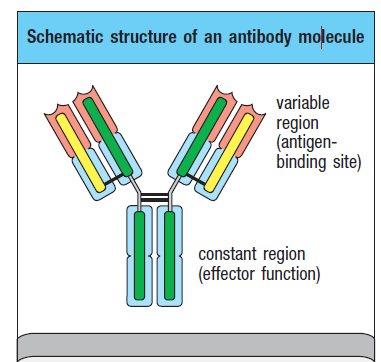 Schematic structure of an antibody molecule
variable
region
(antigen-
binding site)
constant region
(effector function)